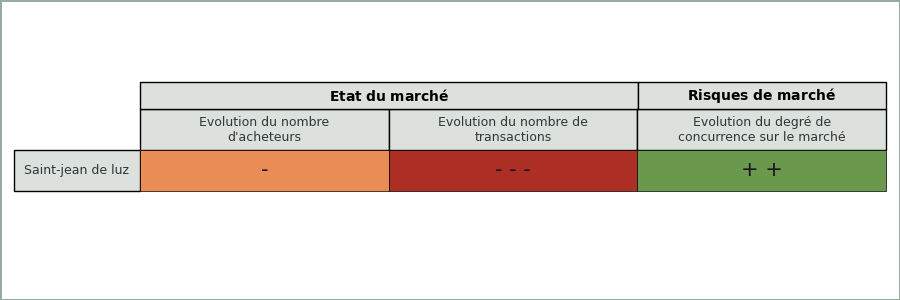 Etat du marché
Risques de marché
Evolution du nombre
d'acheteurs
Evolution du nombre de
transactions
Evolution du degré de
concurrence sur le marché
Saint-jean de luz
-
- - -
+ +